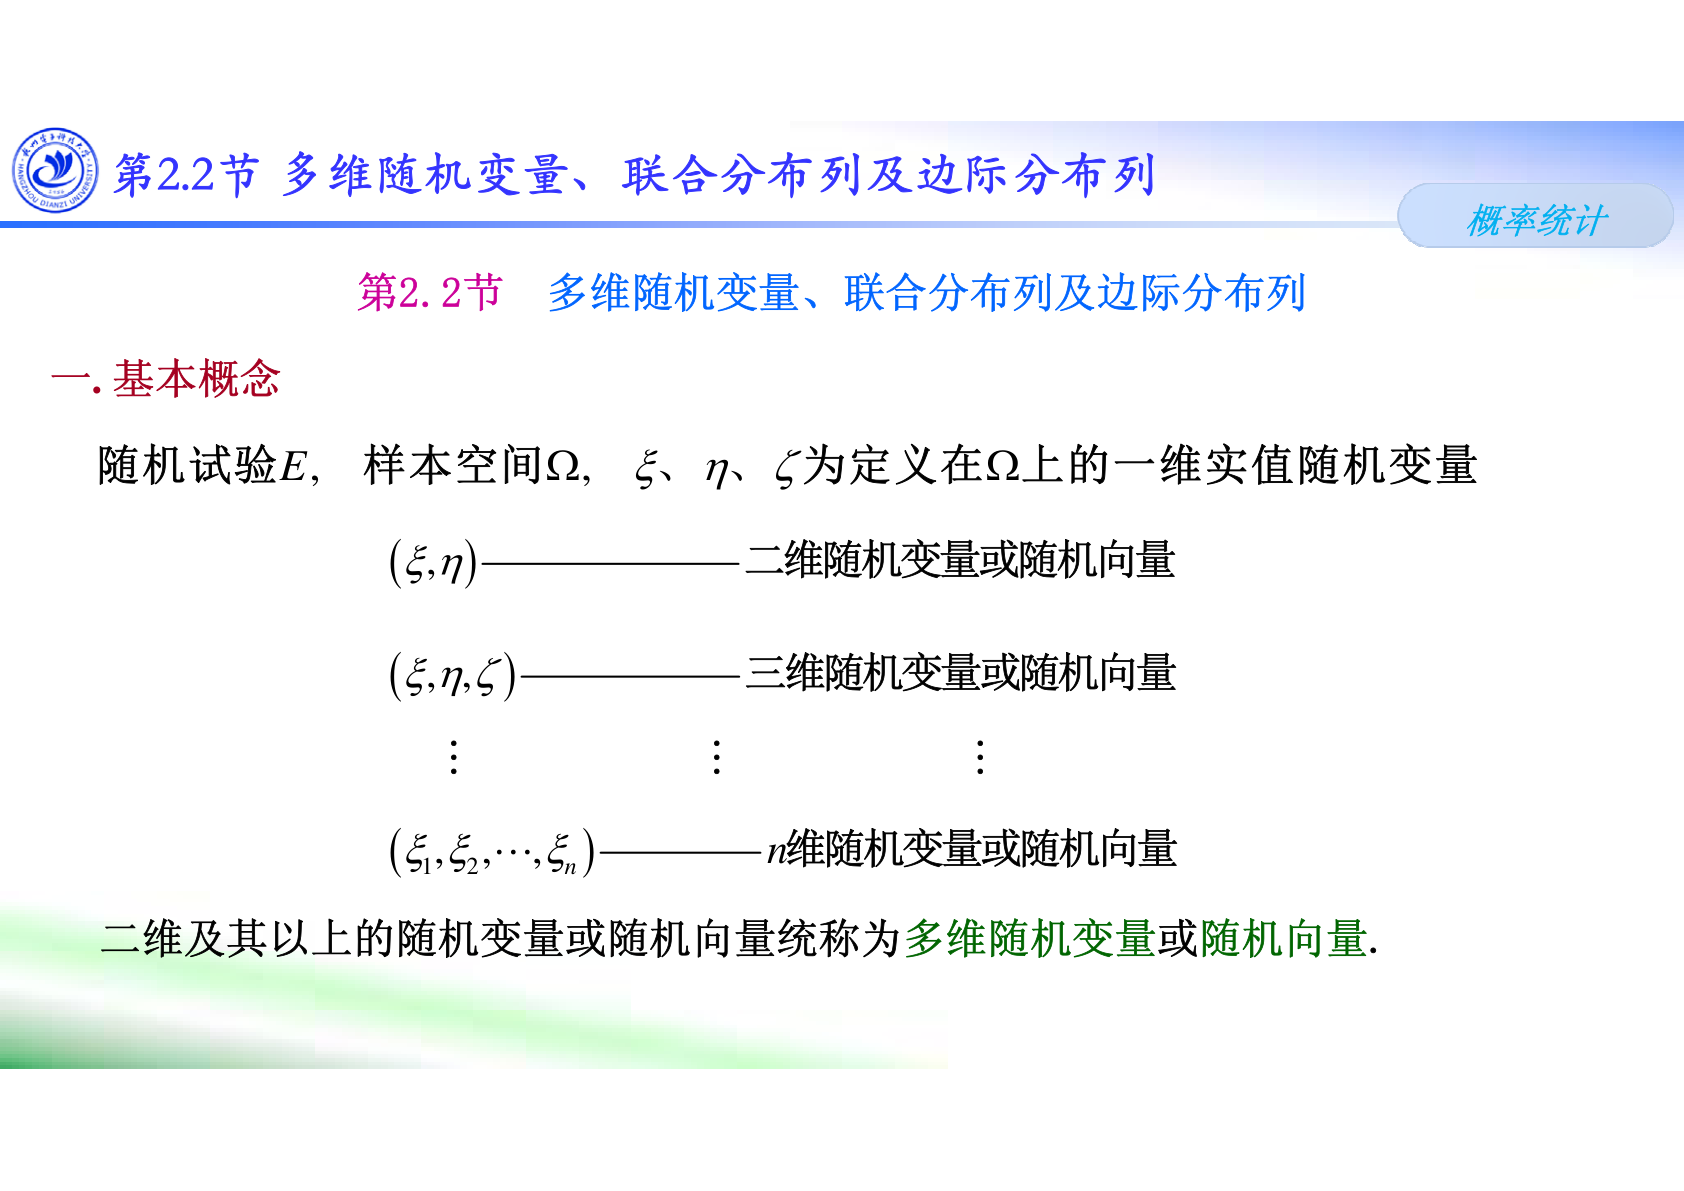 第2.2节 多维随机变量、联合分布列及边际分布列
概率统计
第2.2节 多维随机变量、联合分布列及边际分布列
一. 基本概念
随机试验E, 样本空间Ω, ξ、η、ζ为定义在Ω上的一维实值随机变量
(ξ,η)——————二维随机变量或随机向量
(ξ,η,ζ)—————三维随机变量或随机向量
⋮ ⋮ ⋮
(ξ₁,ξ₂,⋯,ξₙ)————n维随机变量或随机向量
二维及其以上的随机变量或随机向量统称为多维随机变量或随机向量.